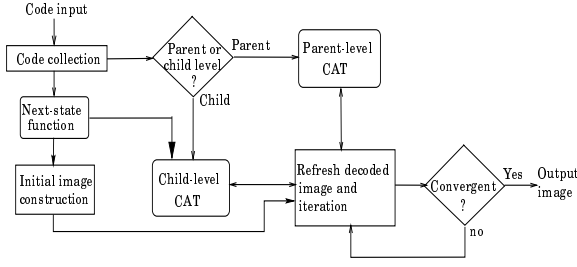 Code input
Code collection
Parent or
child level
?
Parent
Child
Parent-level
CAT
Next-state
function
Initial image
construction
Child-level
CAT
Refresh decoded
image and
iteration
Convergent
?
Yes
no
Output
image